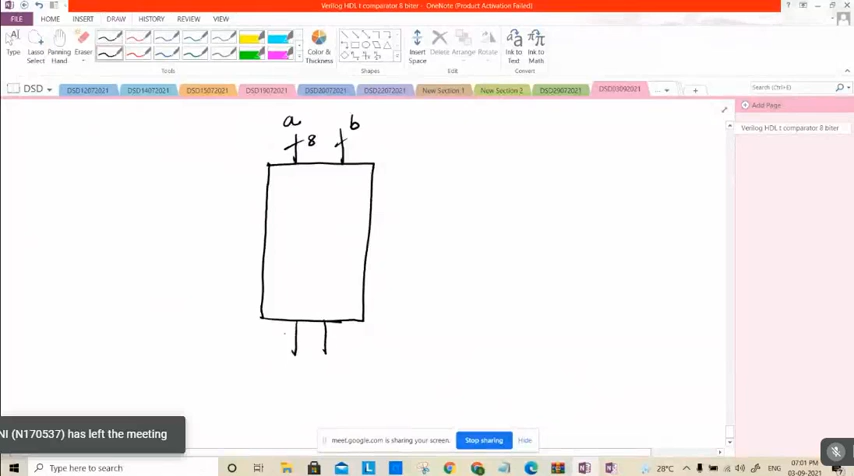 Verilog HDL t comparator 8 biter - OneNote (Product Activation Failed)
FILE HOME INSERT DRAW HISTORY REVIEW VIEW
Type Lasso Select Panning Hand Eraser Color & Thickness Insert Space Delete Arrange Rotate Ink to Text Ink to Math
Tools Shapes Edit Convert
DSD DSD12072021 DSD14072021 DSD15072021 DSD19072021 DSD20072021 DSD22072021 New Section 1 New Section 2 DSD29072021 DSD03092021 Search (Ctrl+E)
Add Page
Verilog HDL t comparator 8 biter
a b
8
NI (N170537) has left the meeting
meet.google.com is sharing your screen. Stop sharing Hide
Type here to search
28°C ENG 07:01 PM
03-09-2021